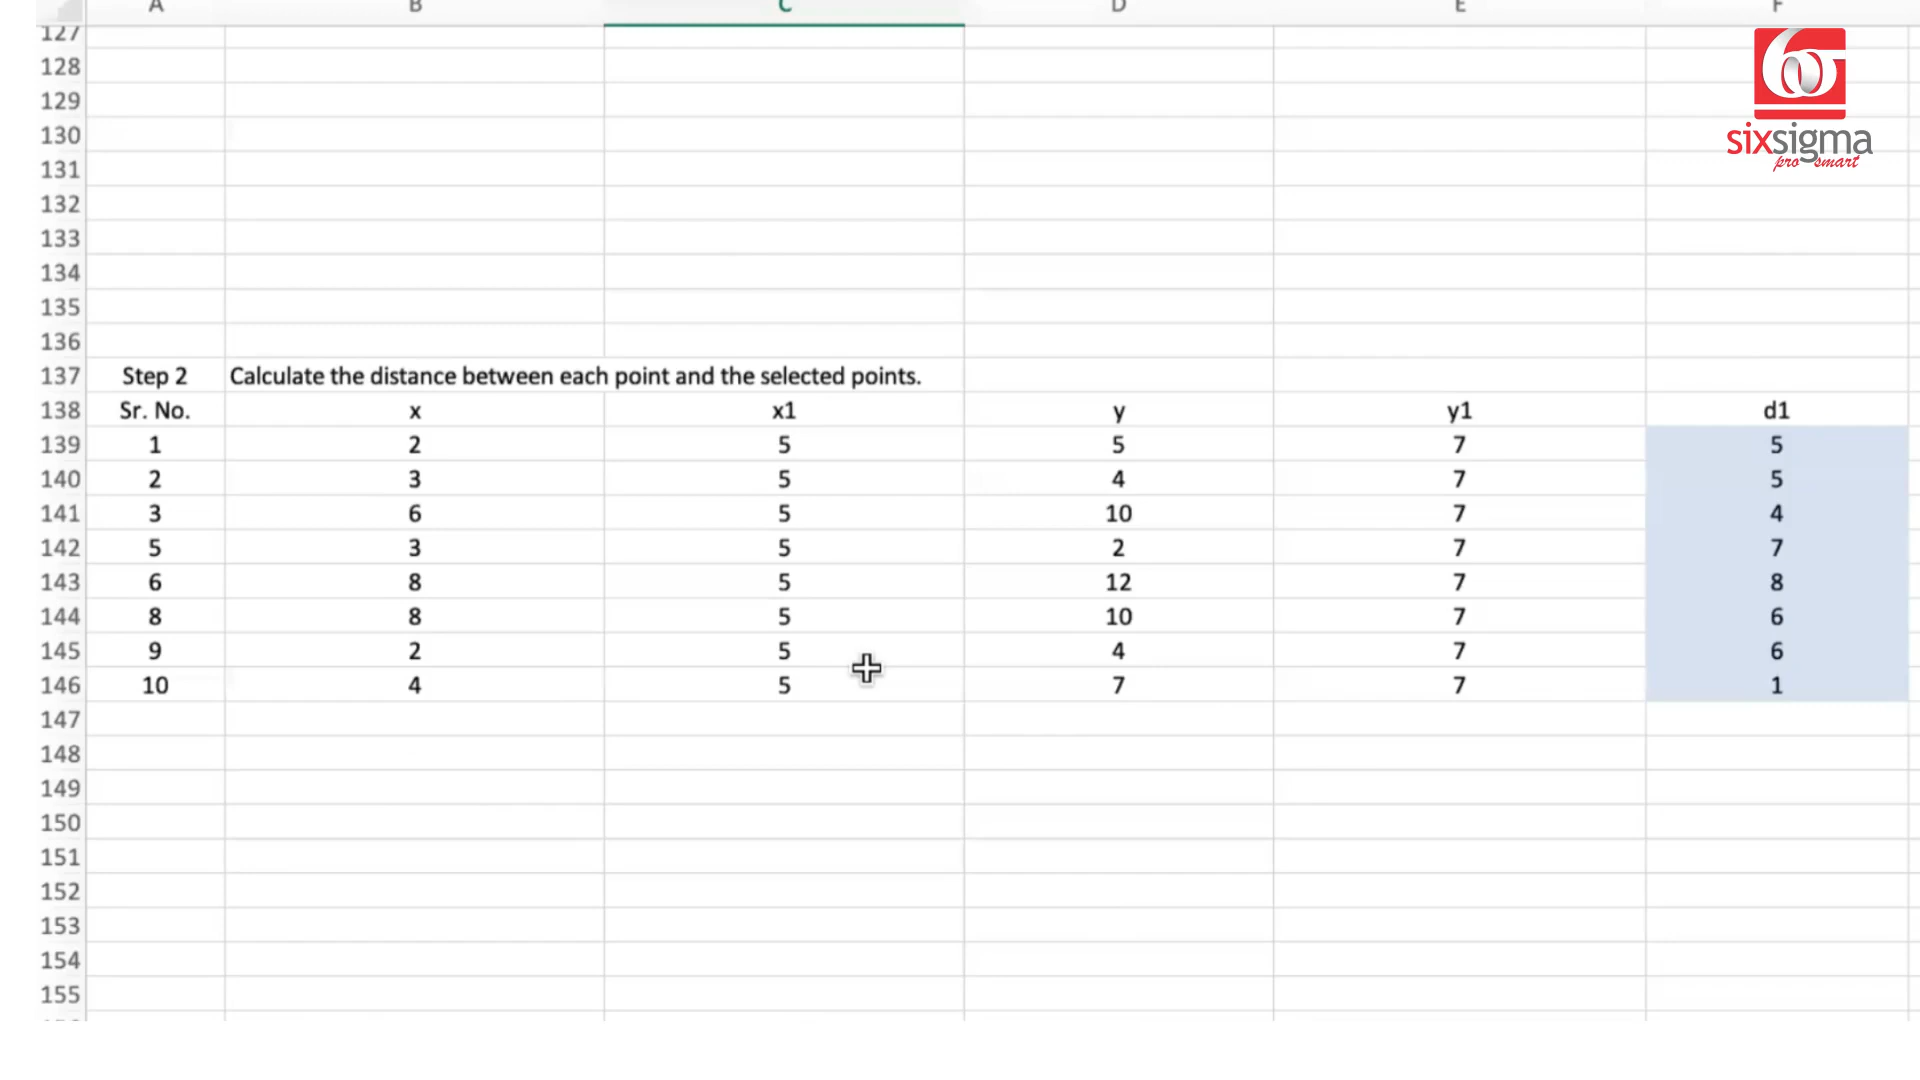 A B C D E F
127
128
129
130
131
132
133
134
135
136
137 Step 2 Calculate the distance between each point and the selected points.
138 Sr. No. x x1 y y1 d1
139 1 2 5 5 7 5
140 2 3 5 4 7 5
141 3 6 5 10 7 4
142 5 3 5 2 7 7
143 6 8 5 12 7 8
144 8 8 5 10 7 6
145 9 2 5 4 7 6
146 10 4 5 7 7 1
147
148
149
150
151
152
153
154
155
sixsigma
pro smart